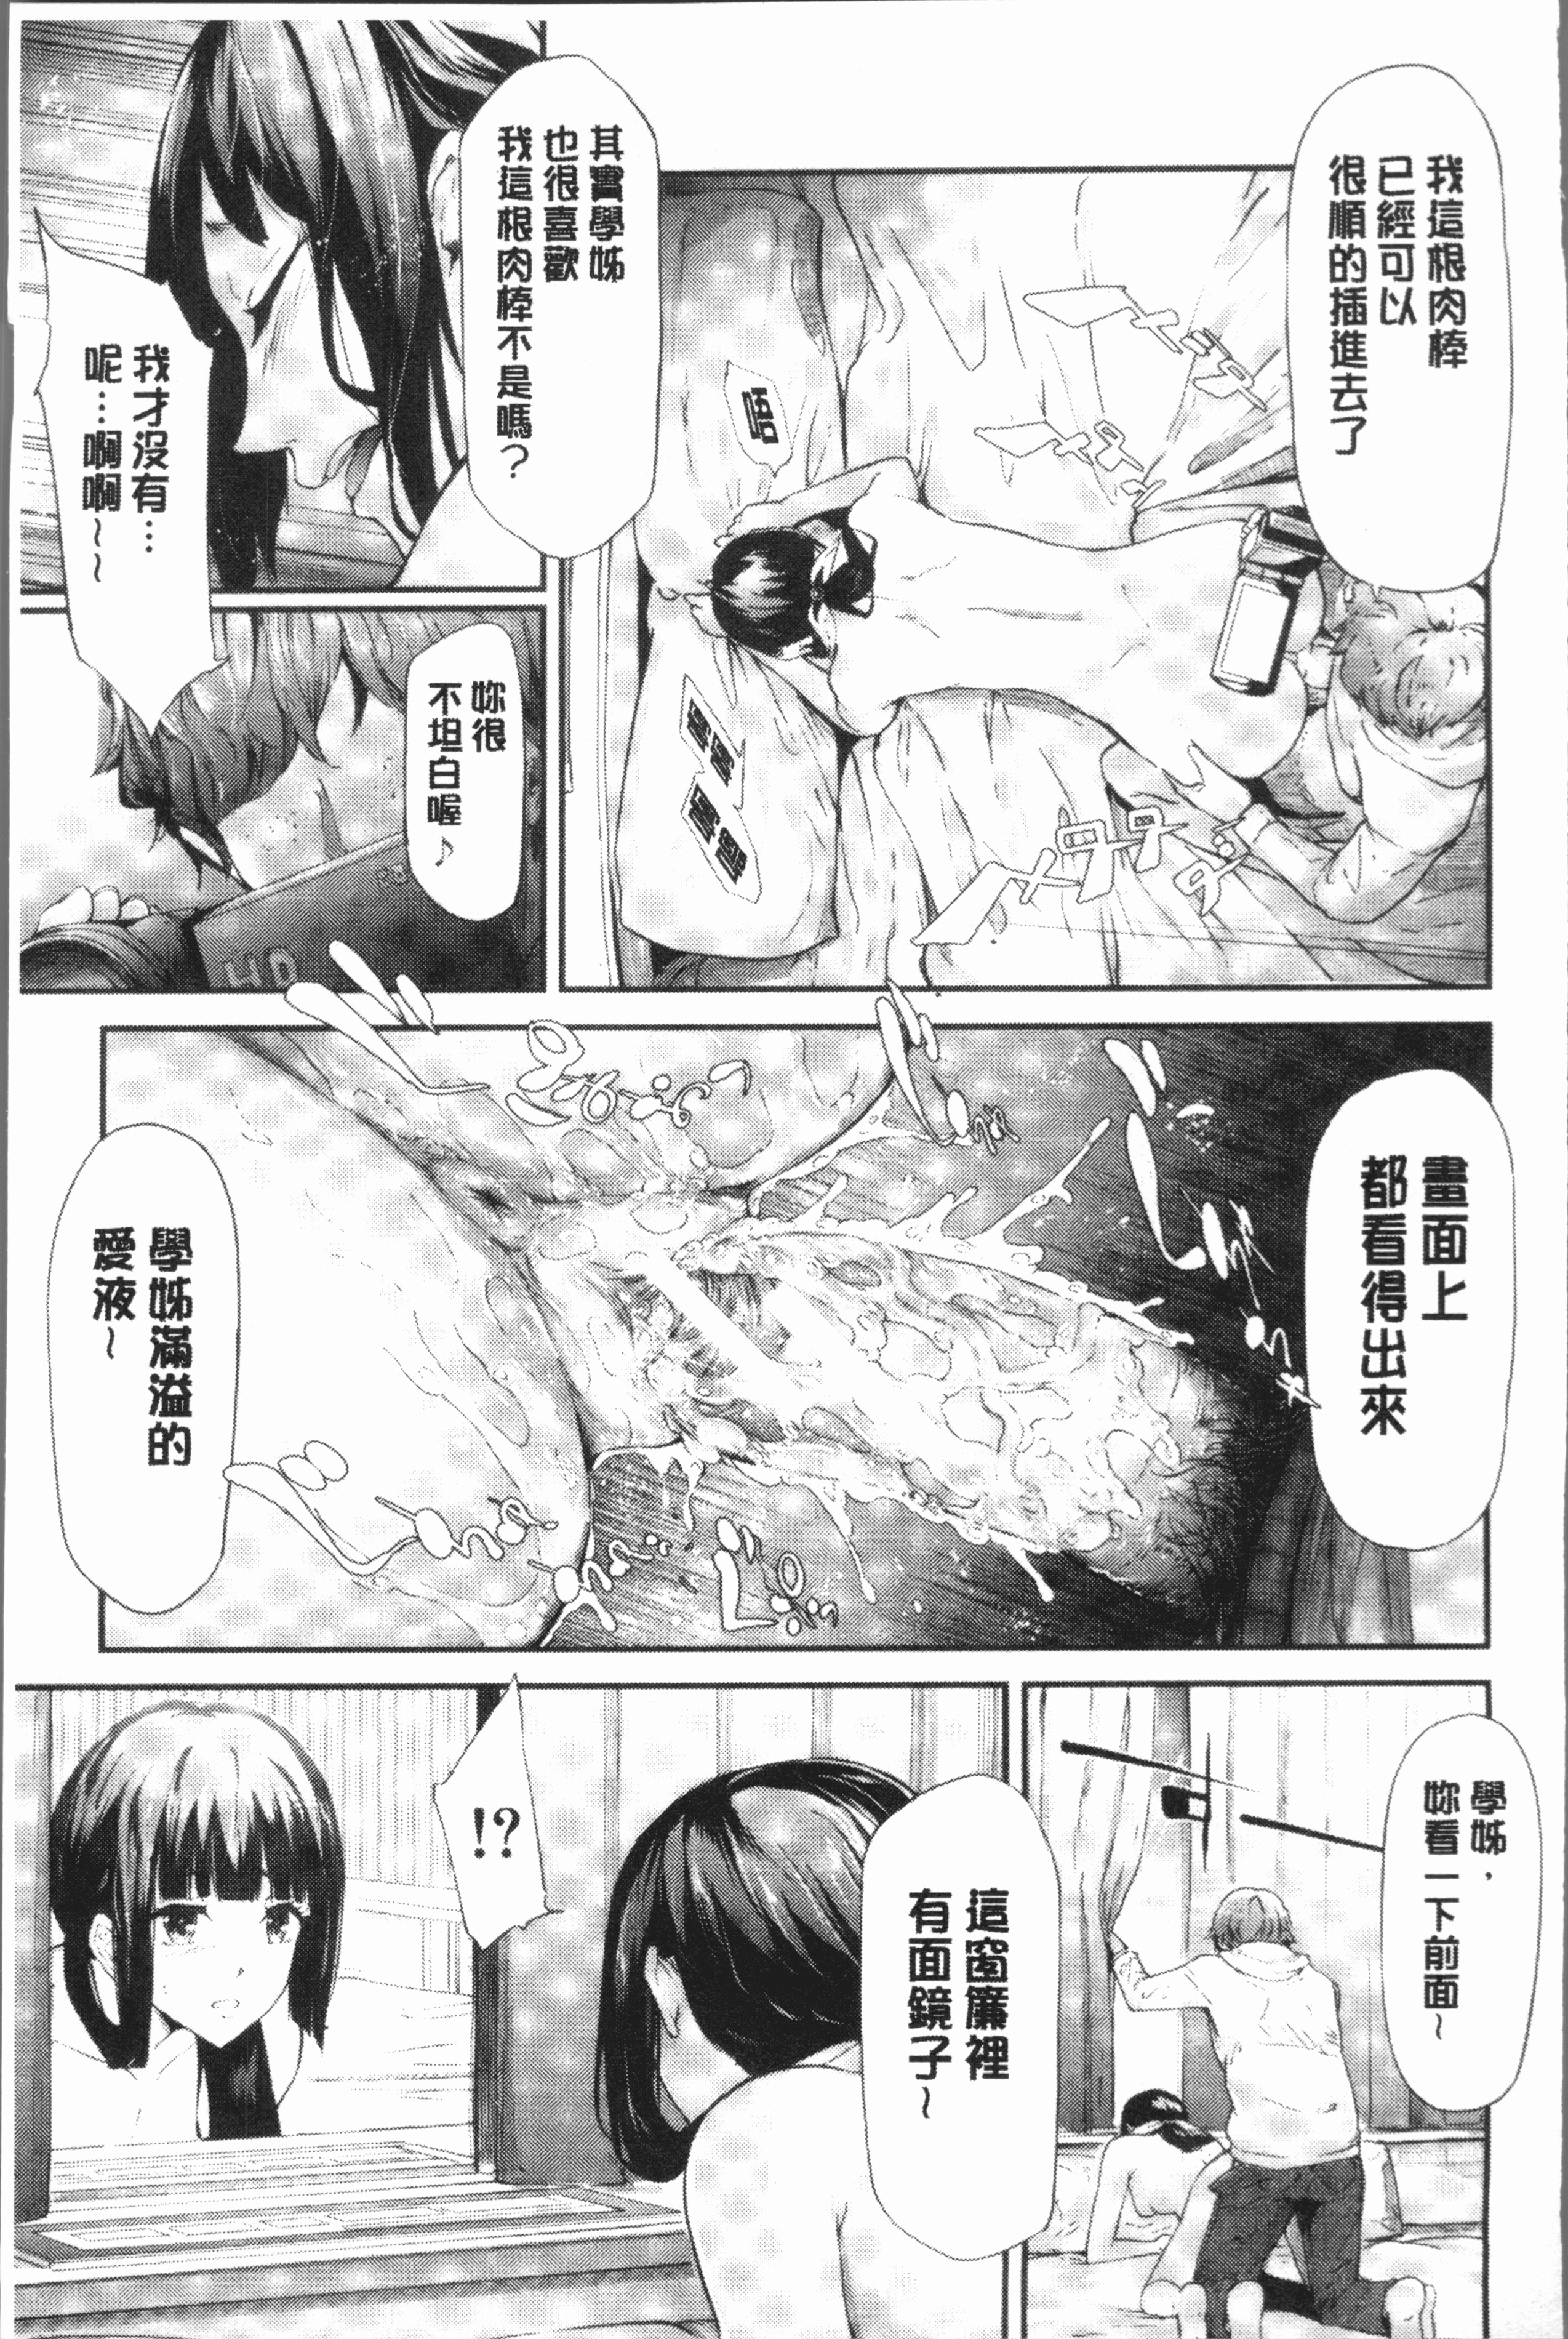 我這根肉棒
已經可以
很順的插進去了
其實學姊
也很喜歡
我這根肉棒不是嗎？
我才沒有…
呢…啊啊～～
妳很
不坦白喔♪
HD
畫面上
都看得出來
學姊滿溢的
愛液～
學姊，
妳看一下前面～
這窗簾裡
有面鏡子～
!?